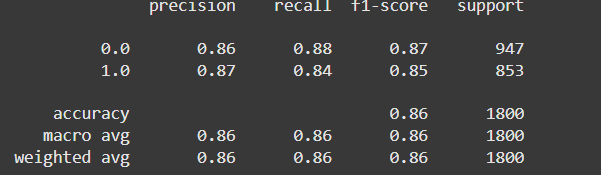 precision recall f1-score support
0.0 0.86 0.88 0.87 947
1.0 0.87 0.84 0.85 853
accuracy 0.86 1800
macro avg 0.86 0.86 0.86 1800
weighted avg 0.86 0.86 0.86 1800